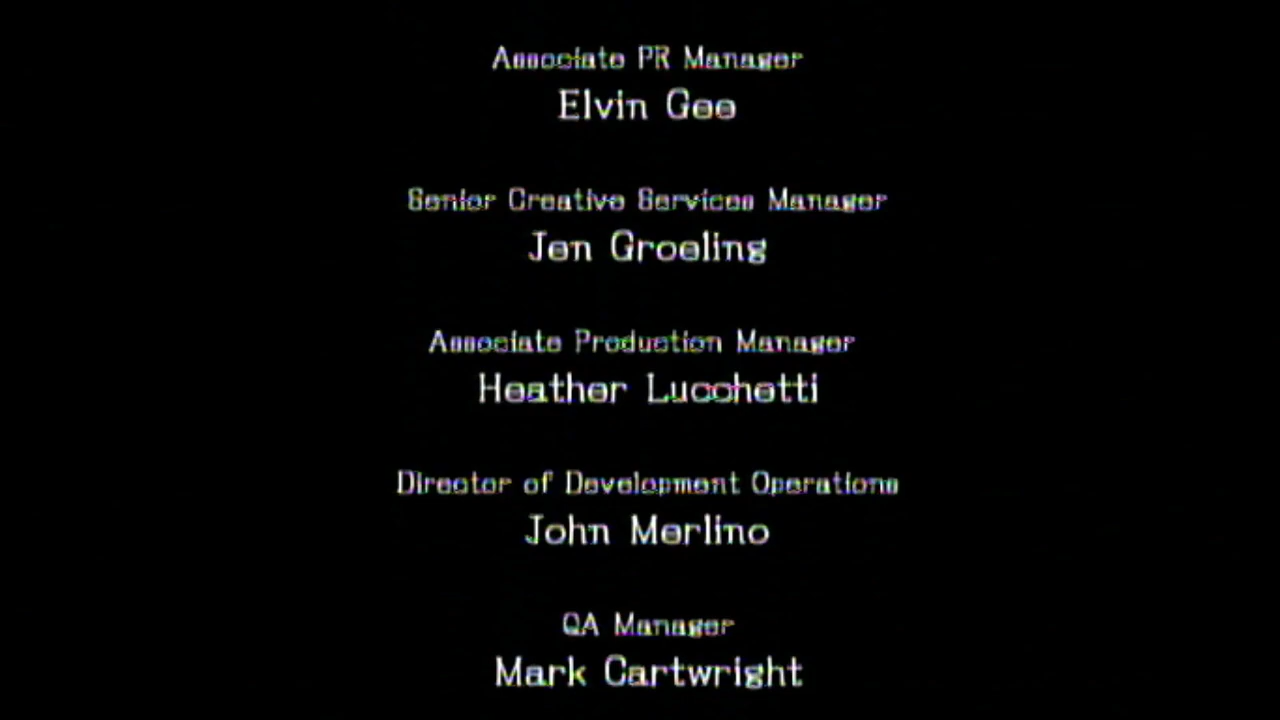 Associate PR Manager
Elvin Gee
Senior Creative Services Manager
Jen Groeling
Associate Production Manager
Heather Lucchetti
Director of Development Operations
John Merlino
QA Manager
Mark Cartwright